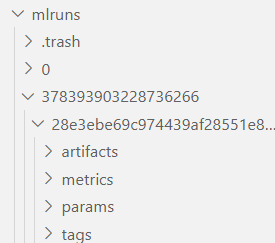 mlruns
.trash
0
378393903228736266
28e3ebe69c974439af28551e8...
artifacts
metrics
params
tags